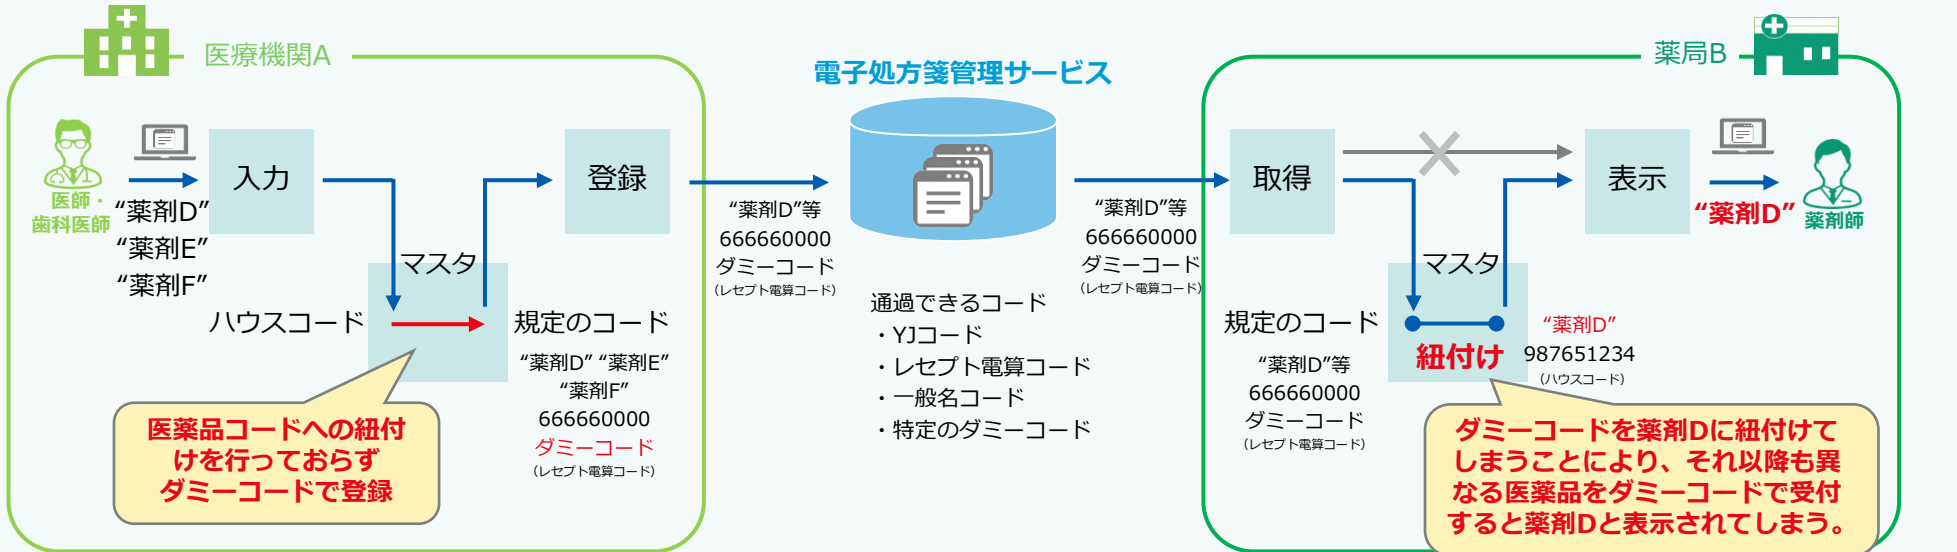 医療機関A
医師・
歯科医師
“薬剤D”
“薬剤E”
“薬剤F”
入力
登録
マスタ
ハウスコード
規定のコード
“薬剤D” “薬剤E”
“薬剤F”
666660000
ダミーコード
（レセプト電算コード）
医薬品コードへの紐付
けを行っておらず
ダミーコードで登録
“薬剤D”等
666660000
ダミーコード
（レセプト電算コード）
電子処方箋管理サービス
通過できるコード
・YJコード
・レセプト電算コード
・一般名コード
・特定のダミーコード
“薬剤D”等
666660000
ダミーコード
（レセプト電算コード）
薬局B
取得
表示
“薬剤D”
薬剤師
マスタ
規定のコード
“薬剤D”等
666660000
ダミーコード
（レセプト電算コード）
紐付け
“薬剤D”
987651234
（ハウスコード）
ダミーコードを薬剤Dに紐付けて
しまうことにより、それ以降も異
なる医薬品をダミーコードで受付
すると薬剤Dと表示されてしまう。